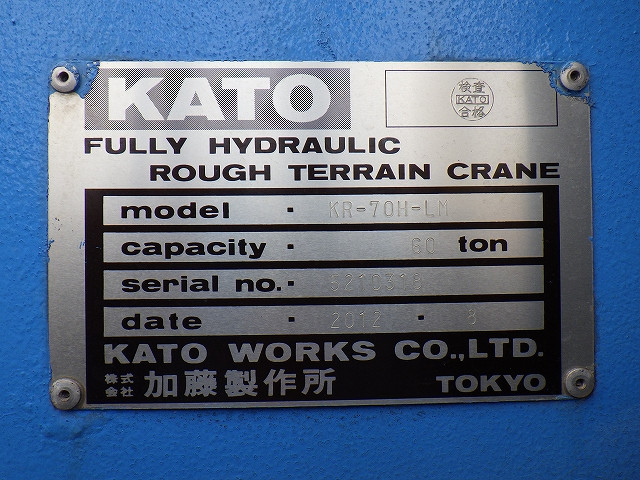 KATO
検査
KATO
合格
FULLY HYDRAULIC
ROUGH TERRAIN CRANE
model · KR-70H-LM
capacity · 60 ton
serial no. ·
date · 2012 · 8
KATO WORKS CO.,LTD.
株式会社 加藤製作所 TOKYO